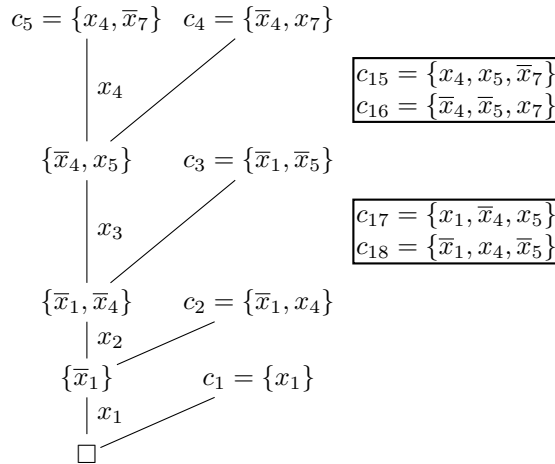 c₅ = {x₄, x̅₇} c₄ = {x̅₄, x₇}
x₄
c₁₅ = {x₄, x₅, x̅₇}
c₁₆ = {x̅₄, x̅₅, x₇}
{x̅₄, x₅} c₃ = {x̅₁, x̅₅}
x₃
c₁₇ = {x₁, x̅₄, x₅}
c₁₈ = {x̅₁, x₄, x̅₅}
{x̅₁, x̅₄} c₂ = {x̅₁, x₄}
x₂
{x̅₁} c₁ = {x₁}
x₁
□